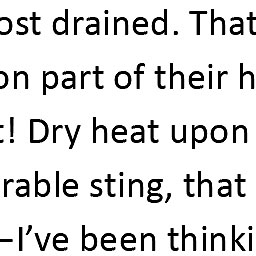 ost drained. That
on part of their h
t! Dry heat upon
rable sting, that
–I’ve been thinki